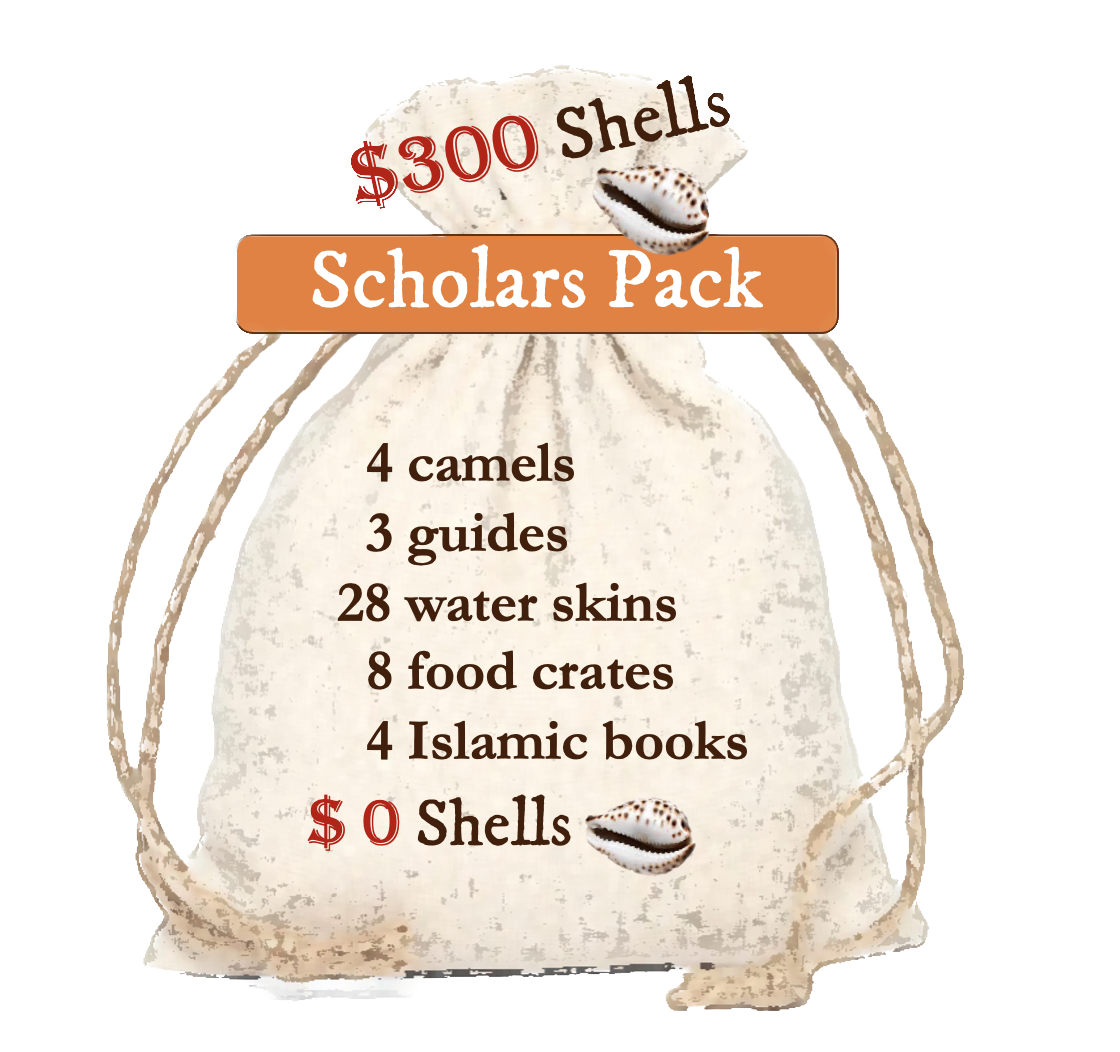 $300 Shells
Scholars Pack
4 camels
3 guides
28 water skins
8 food crates
4 Islamic books
$ 0 Shells